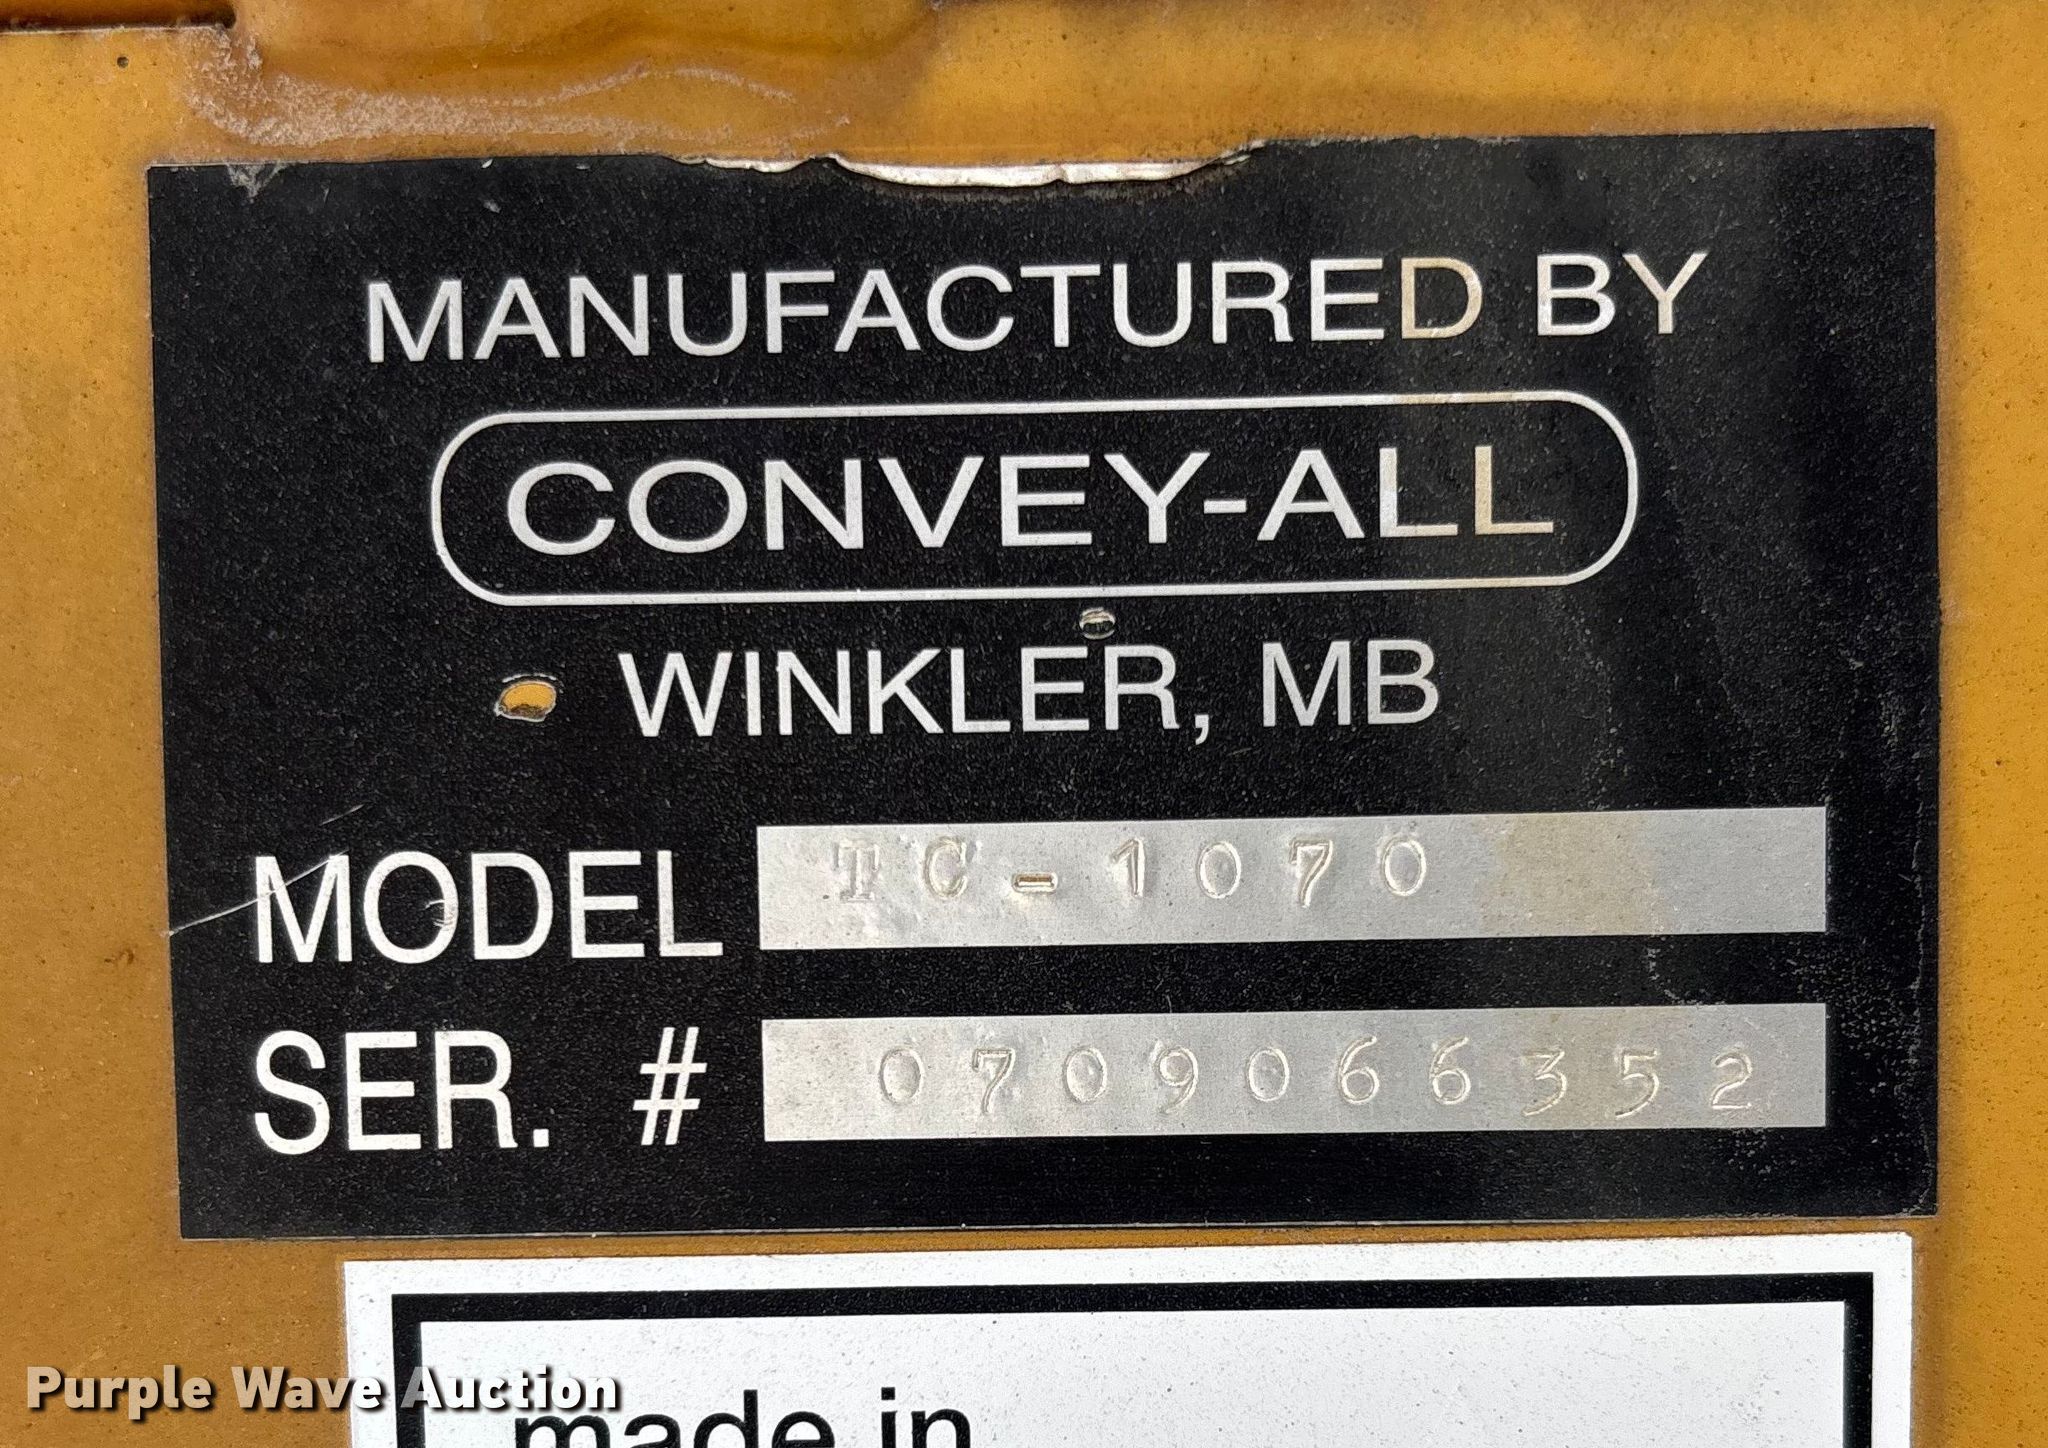 MANUFACTURED BY
CONVEY-ALL
WINKLER, MB
MODEL TC-1070
SER. # 0709066352
made in
Purple Wave Auction